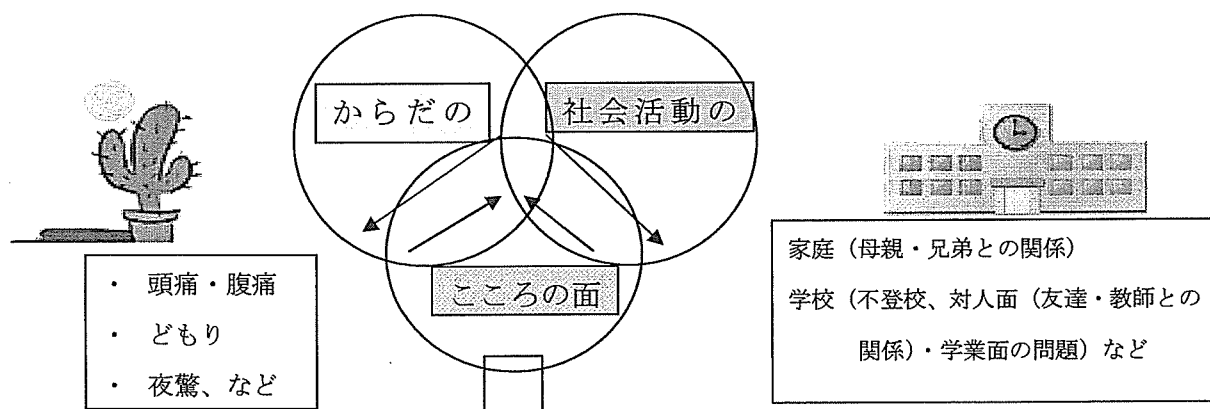 からだの
社会活動の
こころの面
・ 頭痛・腹痛
・ どもり
・ 夜驚、など
家庭（母親・兄弟との関係）
学校（不登校、対人面（友達・教師との
関係）・学業面の問題）など